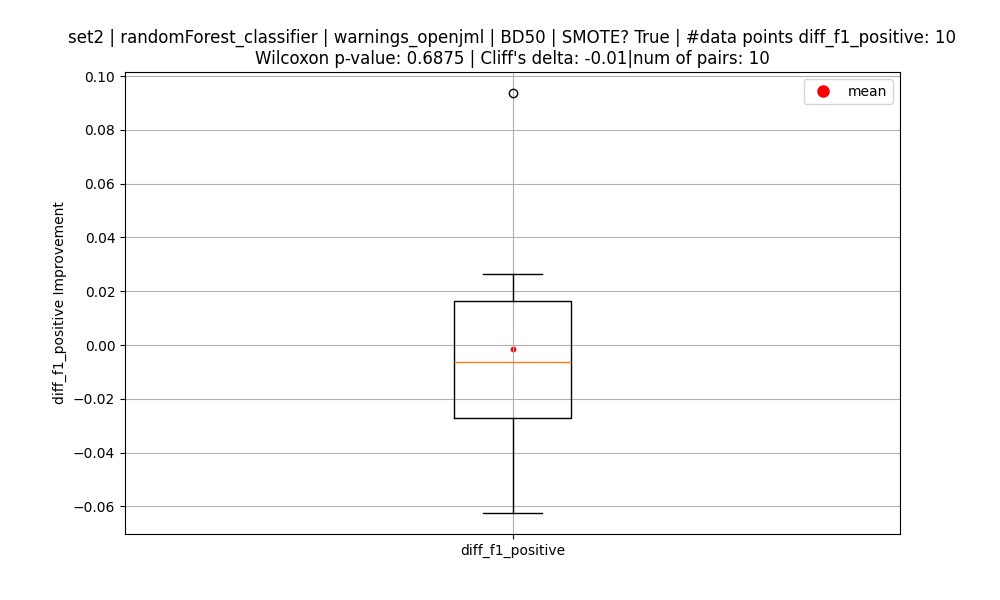 set2 | randomForest_classifier | warnings_openjml | BD50 | SMOTE? True | #data points diff_f1_positive: 10
Wilcoxon p-value: 0.6875 | Cliff's delta: -0.01|num of pairs: 10
mean
diff_f1_positive Improvement
0.10
0.08
0.06
0.04
0.02
0.00
−0.02
−0.04
−0.06
diff_f1_positive